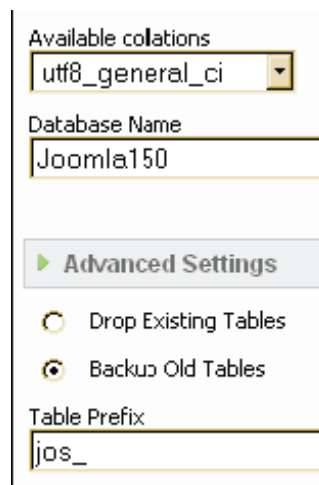 Available colations
utf8_general_ci
Database Name
Joomla150
Advanced Settings
Drop Existing Tables
Backup Old Tables
Table Prefix
jos_